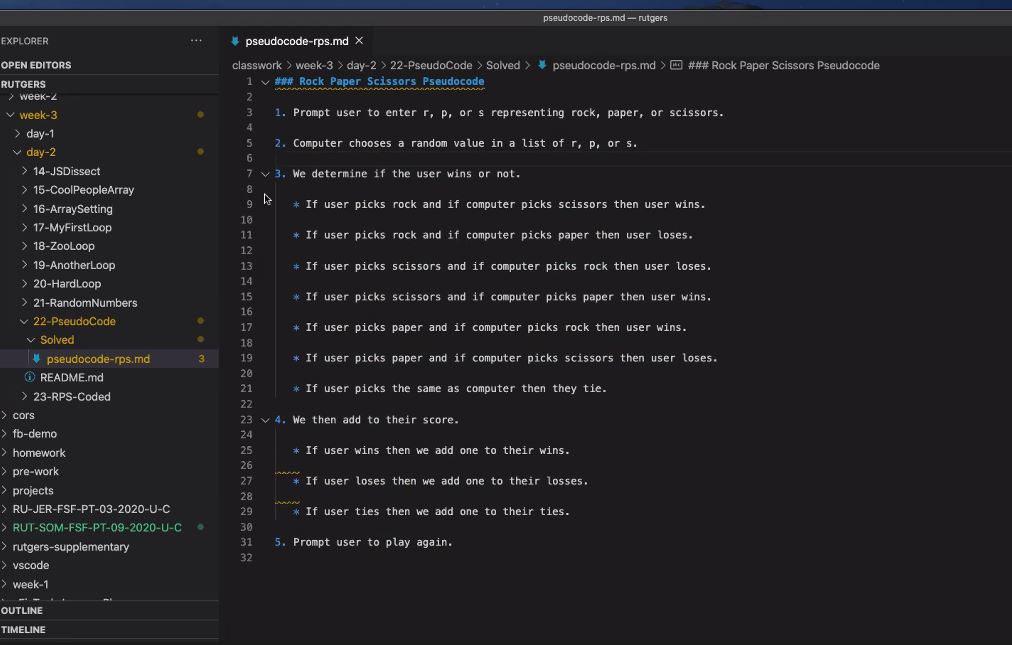 pseudocode-rps.md — rutgers
EXPLORER
OPEN EDITORS
RUTGERS
week-2
week-3
day-1
day-2
14-JSDissect
15-CoolPeopleArray
16-ArraySetting
17-MyFirstLoop
18-ZooLoop
19-AnotherLoop
20-HardLoop
21-RandomNumbers
22-PseudoCode
Solved
pseudocode-rps.md 3
README.md
23-RPS-Coded
cors
fb-demo
homework
pre-work
projects
RU-JER-FSF-PT-03-2020-U-C
RUT-SOM-FSF-PT-09-2020-U-C
rutgers-supplementary
vscode
week-1
OUTLINE
TIMELINE
pseudocode-rps.md ×
classwork > week-3 > day-2 > 22-PseudoCode > Solved > pseudocode-rps.md > ### Rock Paper Scissors Pseudocode
1 ### Rock Paper Scissors Pseudocode
2
3 1. Prompt user to enter r, p, or s representing rock, paper, or scissors.
4
5 2. Computer chooses a random value in a list of r, p, or s.
6
7 3. We determine if the user wins or not.
8
9 * If user picks rock and if computer picks scissors then user wins.
10
11 * If user picks rock and if computer picks paper then user loses.
12
13 * If user picks scissors and if computer picks rock then user loses.
14
15 * If user picks scissors and if computer picks paper then user wins.
16
17 * If user picks paper and if computer picks rock then user wins.
18
19 * If user picks paper and if computer picks scissors then user loses.
20
21 * If user picks the same as computer then they tie.
22
23 4. We then add to their score.
24
25 * If user wins then we add one to their wins.
26
27 * If user loses then we add one to their losses.
28
29 * If user ties then we add one to their ties.
30
31 5. Prompt user to play again.
32